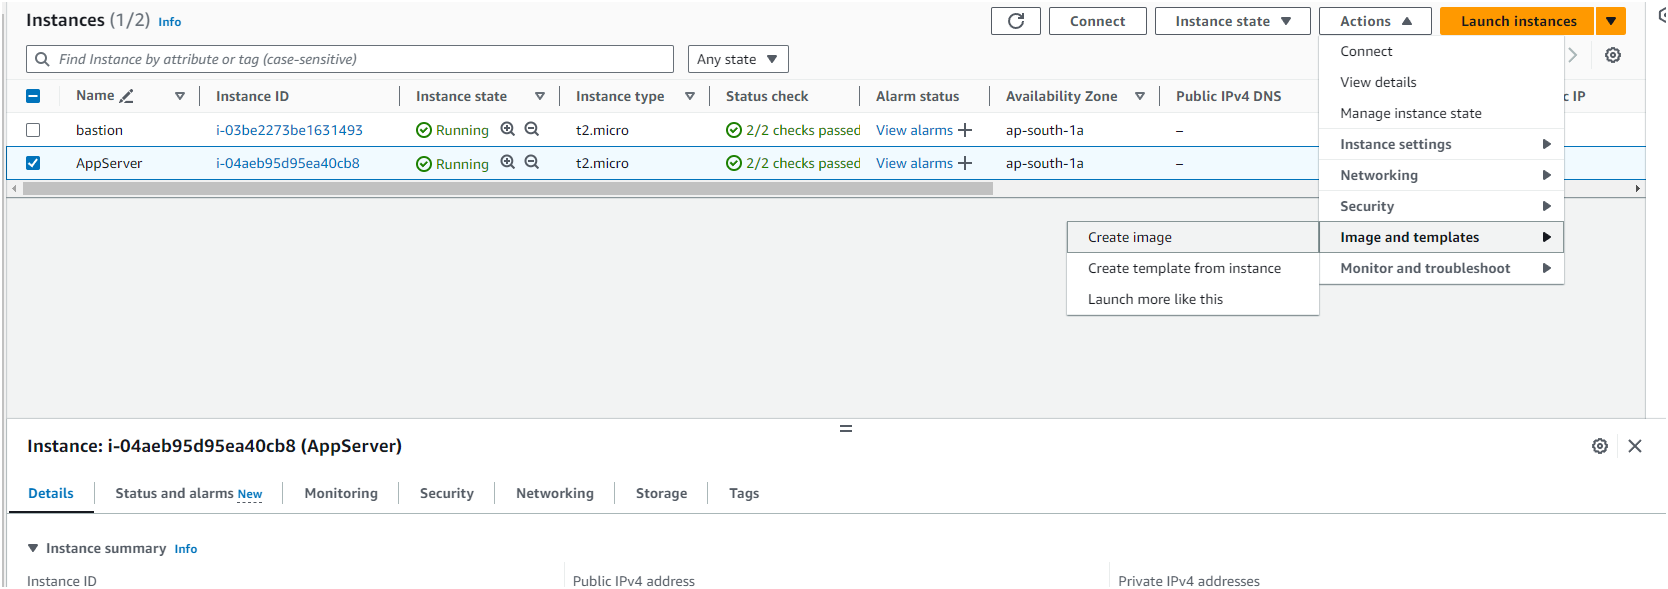 Instances (1/2) Info
Connect
Instance state
Actions
Launch instances
Find Instance by attribute or tag (case-sensitive)
Any state
Name Instance ID Instance state Instance type Status check Alarm status Availability Zone Public IPv4 DNS c IP
bastion i-03be2273be1631493 Running t2.micro 2/2 checks passed View alarms + ap-south-1a –
AppServer i-04aeb95d95ea40cb8 Running t2.micro 2/2 checks passed View alarms + ap-south-1a –
Connect
View details
Manage instance state
Instance settings
Networking
Security
Image and templates
Monitor and troubleshoot
Create image
Create template from instance
Launch more like this
Instance: i-04aeb95d95ea40cb8 (AppServer)
Details Status and alarms New Monitoring Security Networking Storage Tags
Instance summary Info
Instance ID Public IPv4 address Private IPv4 addresses